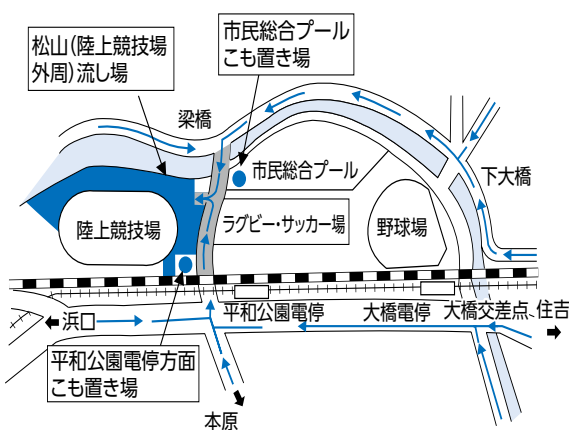 松山(陸上競技場
外周)流し場
市民総合プール
こも置き場
梁橋
市民総合プール
下大橋
陸上競技場
ラグビー・サッカー場
野球場
浜口
平和公園電停
大橋電停
大橋交差点、住吉
平和公園電停方面
こも置き場
本原